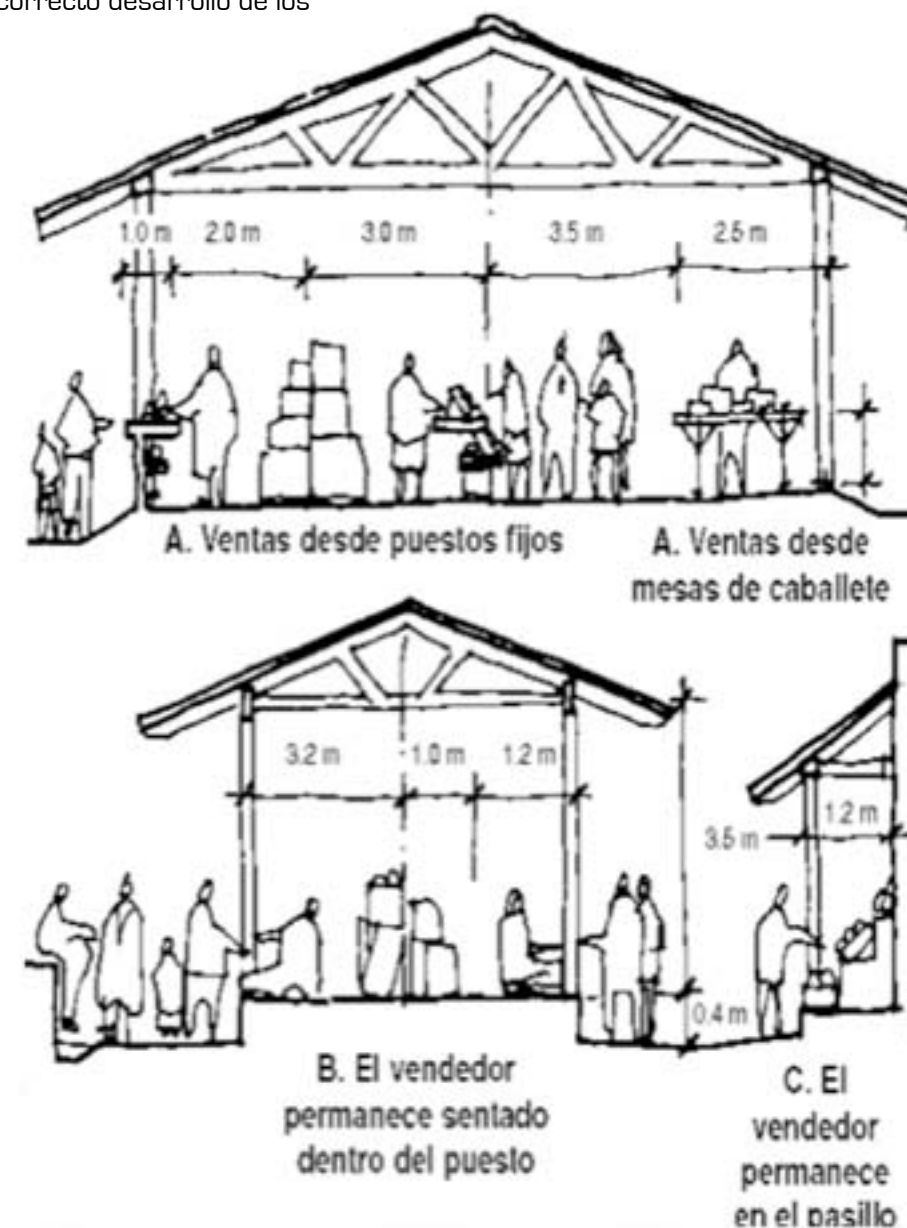 correcto desarrollo de los
1.0 m 2.0 m 3.0 m 3.5 m 2.5 m
A. Ventas desde puestos fijos
A. Ventas desde
mesas de caballete
3.2 m 1.0 m 1.2 m
3.5 m
1.2 m
0.4 m
B. El vendedor
permanece sentado
dentro del puesto
C. El
vendedor
permanece
en el pasillo